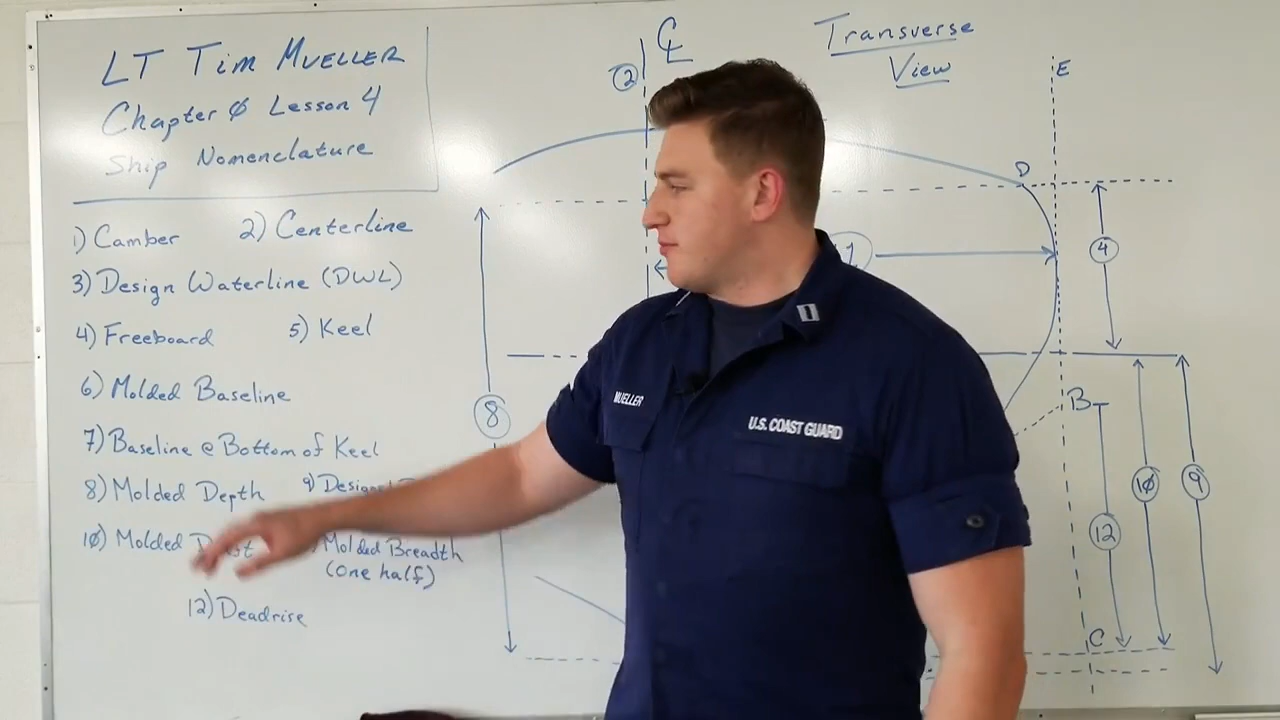 LT Tim Mueller
Chapter 0 Lesson 4
Ship Nomenclature
1) Camber 2) Centerline
3) Design Waterline (DWL)
4) Freeboard 5) Keel
6) Molded Baseline
7) Baseline @ Bottom of Keel
8) Molded Depth 9)
10) Molded Molded Breadth
(One half)
12) Deadrise
CL
2
Transverse
View
E
D
4
8
B
10
9
12
C
MUELLER
U.S. COAST GUARD